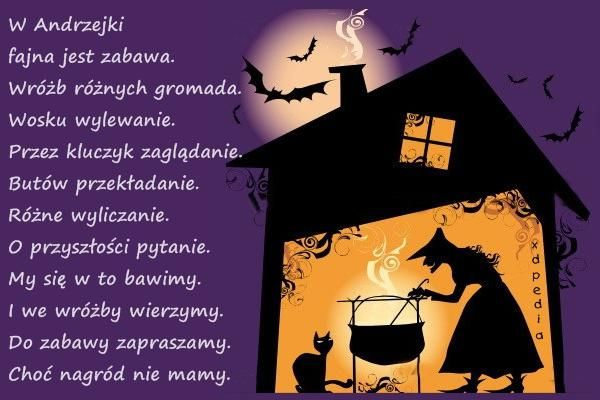 W Andrzejki
fajna jest zabawa.
Wróżb różnych gromada.
Wosku wylewanie.
Przez kluczyk zaglądanie.
Butów przekładanie.
Różne wyliczanie.
O przyszłości pytanie.
My się w to bawimy.
I we wróżby wierzymy.
Do zabawy zapraszamy.
Choć nagród nie mamy.
xdpedia